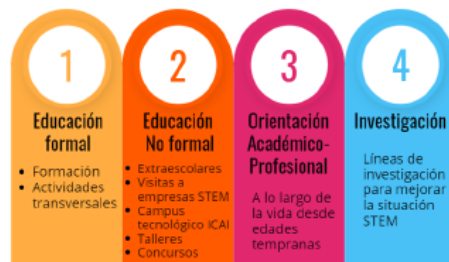 1
Educación
formal
• Formación
• Actividades
transversales
2
Educación
No formal
• Extraescolares
• Visitas a
empresas STEM
• Campus
tecnológico ICAI
• Talleres
• Concursos
3
Orientación
Académico-
Profesional
A lo largo de
la vida desde
edades
tempranas
4
Investigación
Líneas de
investigación
para mejorar
la situación
STEM